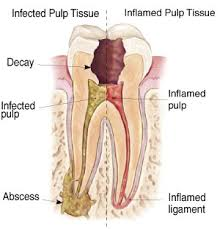 Infected Pulp Tissue
Inflamed Pulp Tissue
Decay
Infected
pulp
Inflamed
pulp
Abscess
Inflamed
ligament